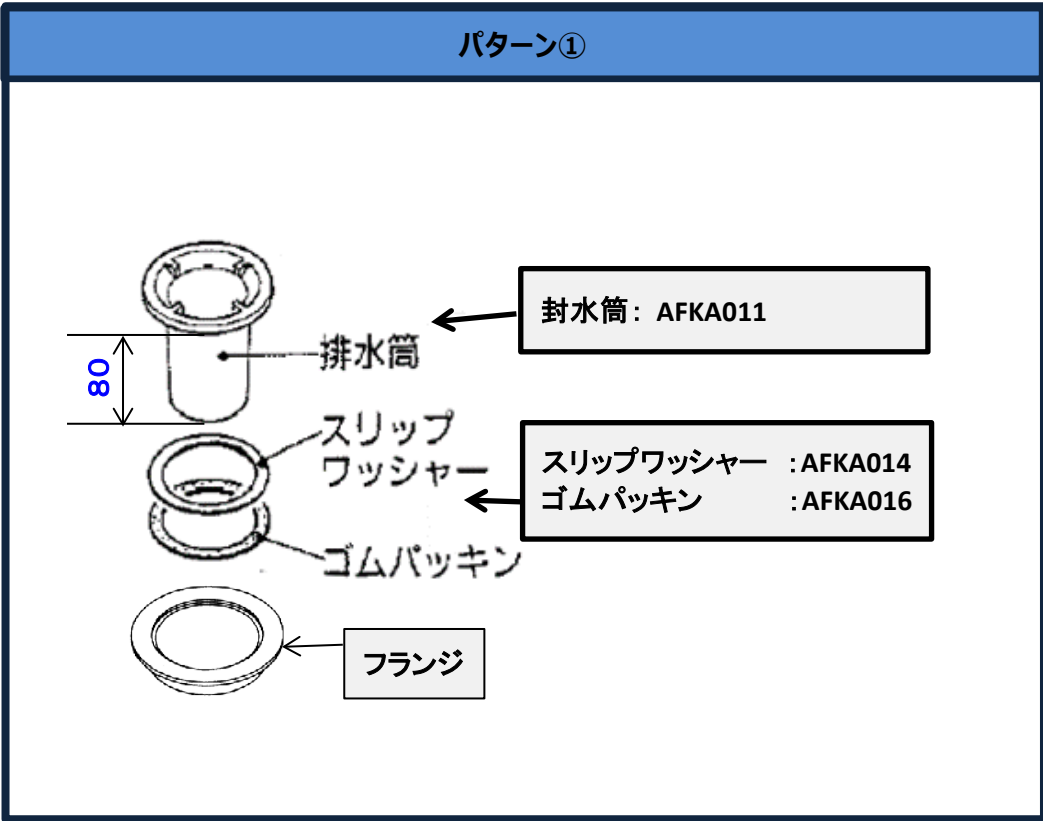 パターン①
封水筒： AFKA011
排水筒
80
スリップ
ワッシャー
スリップワッシャー ：AFKA014
ゴムパッキン ：AFKA016
ゴムパッキン
フランジ